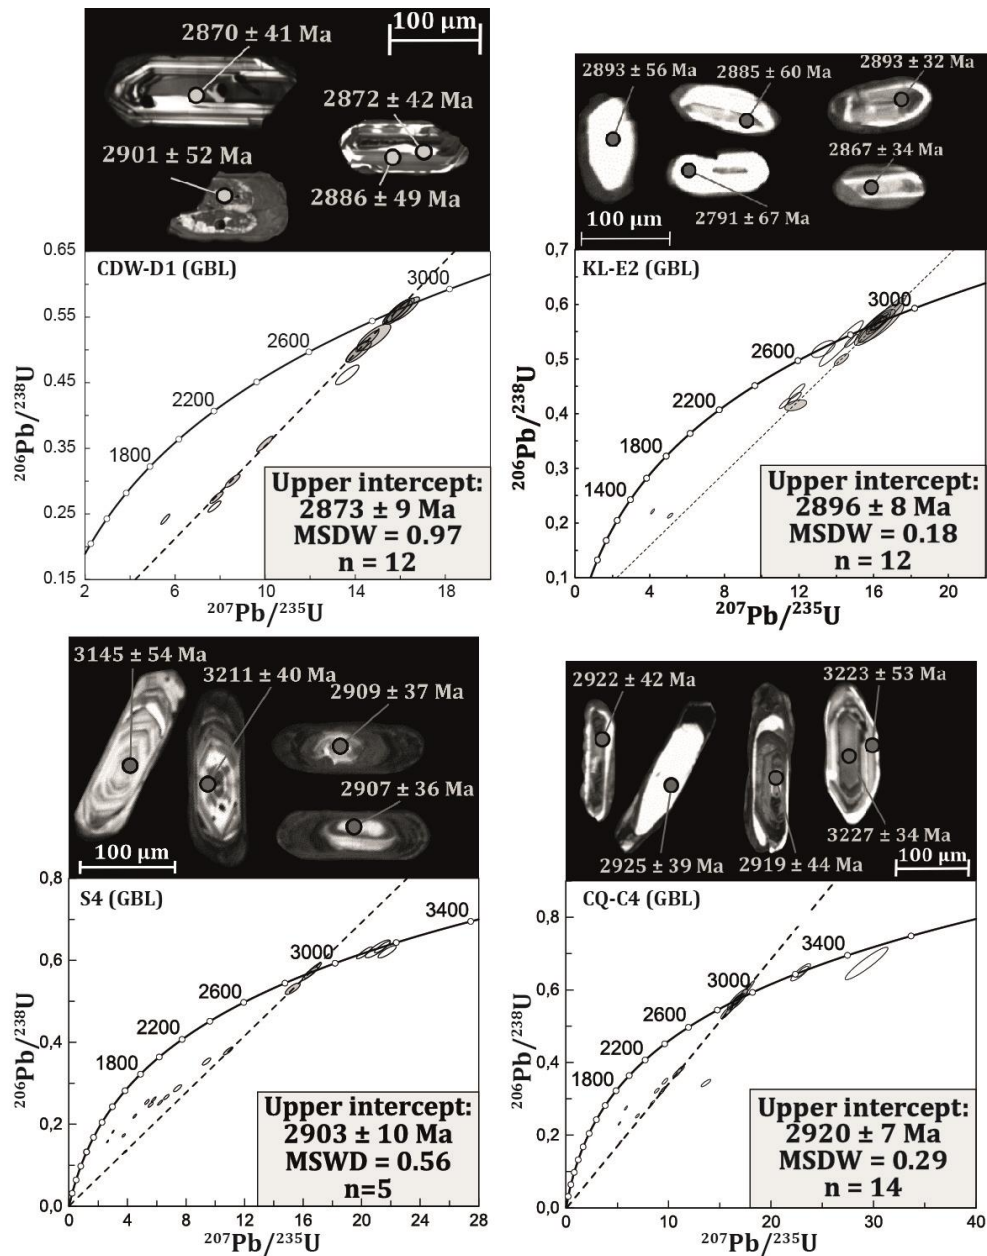 100 µm
2870 ± 41 Ma
2872 ± 42 Ma
2901 ± 52 Ma
2886 ± 49 Ma
0.65
CDW-D1 (GBL)
3000
0.55
2600
0.45
2200
0.35
1800
0.25
0.15
206Pb/238U
Upper intercept:
2873 ± 9 Ma
MSDW = 0.97
n = 12
2 6 10 14 18
207Pb/235U
2893 ± 56 Ma
2885 ± 60 Ma
2893 ± 32 Ma
2867 ± 34 Ma
2791 ± 67 Ma
100 µm
0,7
KL-E2 (GBL)
3000
0,6
2600
0,5
2200
0,4
1800
0,3
1400
0,2
0,1
206Pb/238U
Upper intercept:
2896 ± 8 Ma
MSDW = 0.18
n = 12
0 4 8 12 16 20
207Pb/235U
3145 ± 54 Ma
3211 ± 40 Ma
2909 ± 37 Ma
2907 ± 36 Ma
100 µm
0,8
S4 (GBL)
3400
3000
0,6
2600
2200
0,4
1800
0,2
0,0
206Pb/238U
Upper intercept:
2903 ± 10 Ma
MSWD = 0.56
n=5
0 4 8 12 16 20 24 28
207Pb/235U
2922 ± 42 Ma
3223 ± 53 Ma
3227 ± 34 Ma
2925 ± 39 Ma
2919 ± 44 Ma
100 µm
CQ-C4 (GBL)
0,8
3400
3000
0,6
2600
2200
0,4
1800
0,2
0,0
206Pb/238U
Upper intercept:
2920 ± 7 Ma
MSDW = 0.29
n = 14
0 10 20 30 40
207Pb/235U